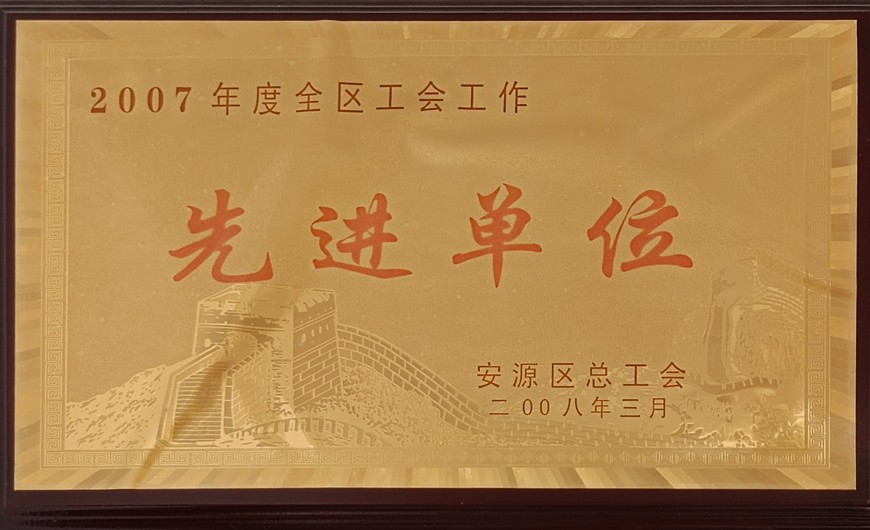 2007年度全区工会工作
先进单位
安源区总工会
二00八年三月